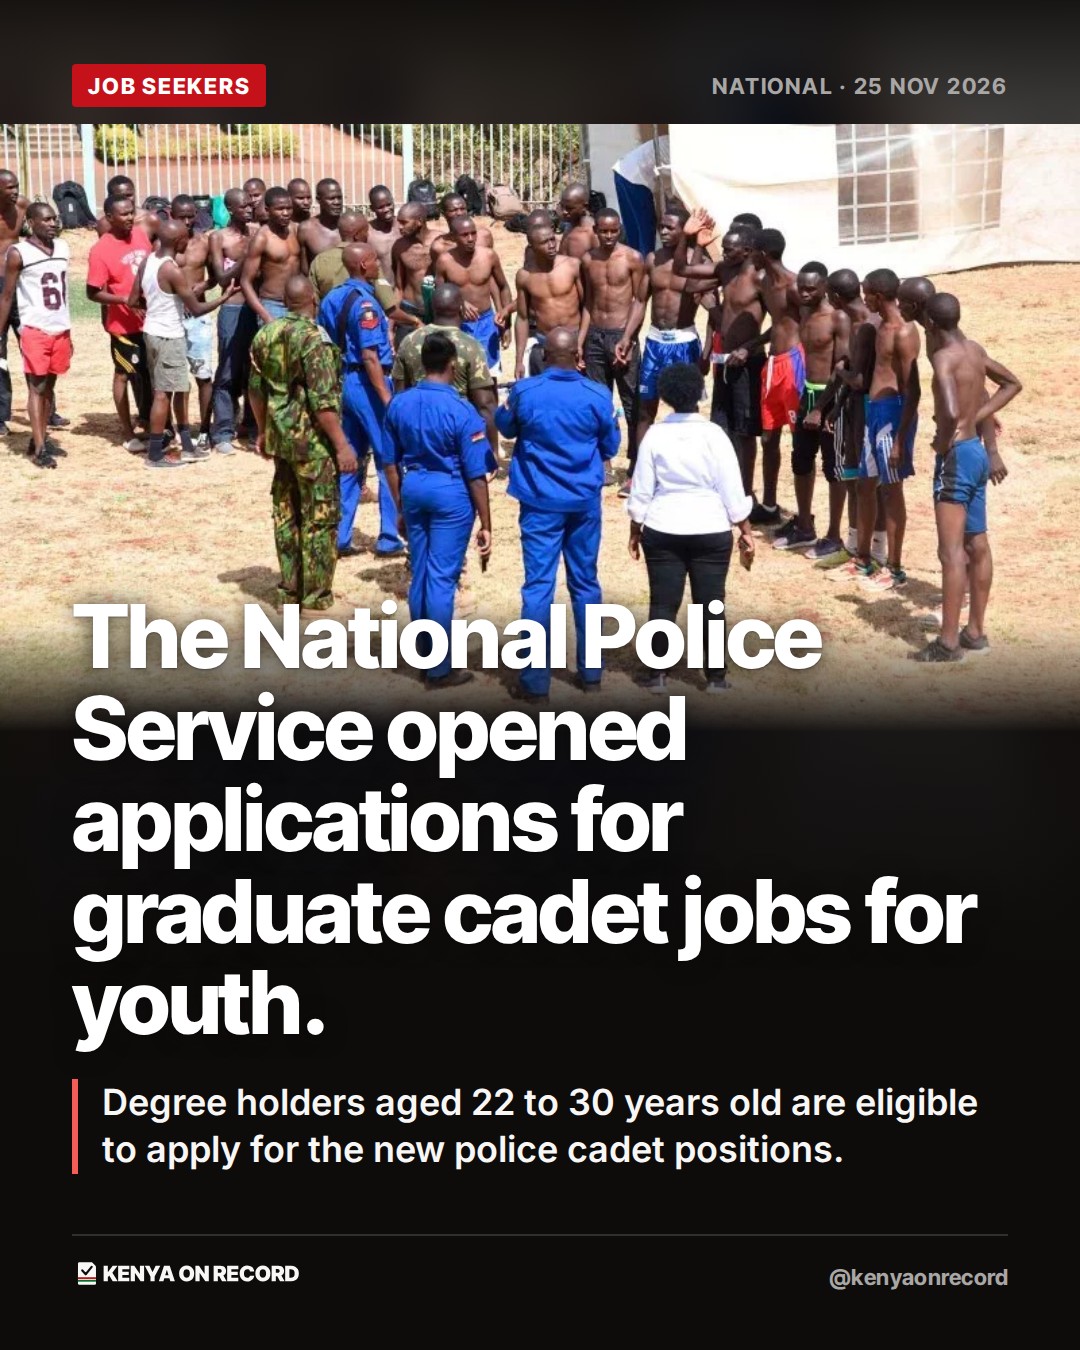 JOB SEEKERS
NATIONAL · 25 NOV 2026
6
The National Police
Service opened
applications for
graduate cadet jobs for
youth.
Degree holders aged 22 to 30 years old are eligible
to apply for the new police cadet positions.
KENYA ON RECORD
@kenyaonrecord